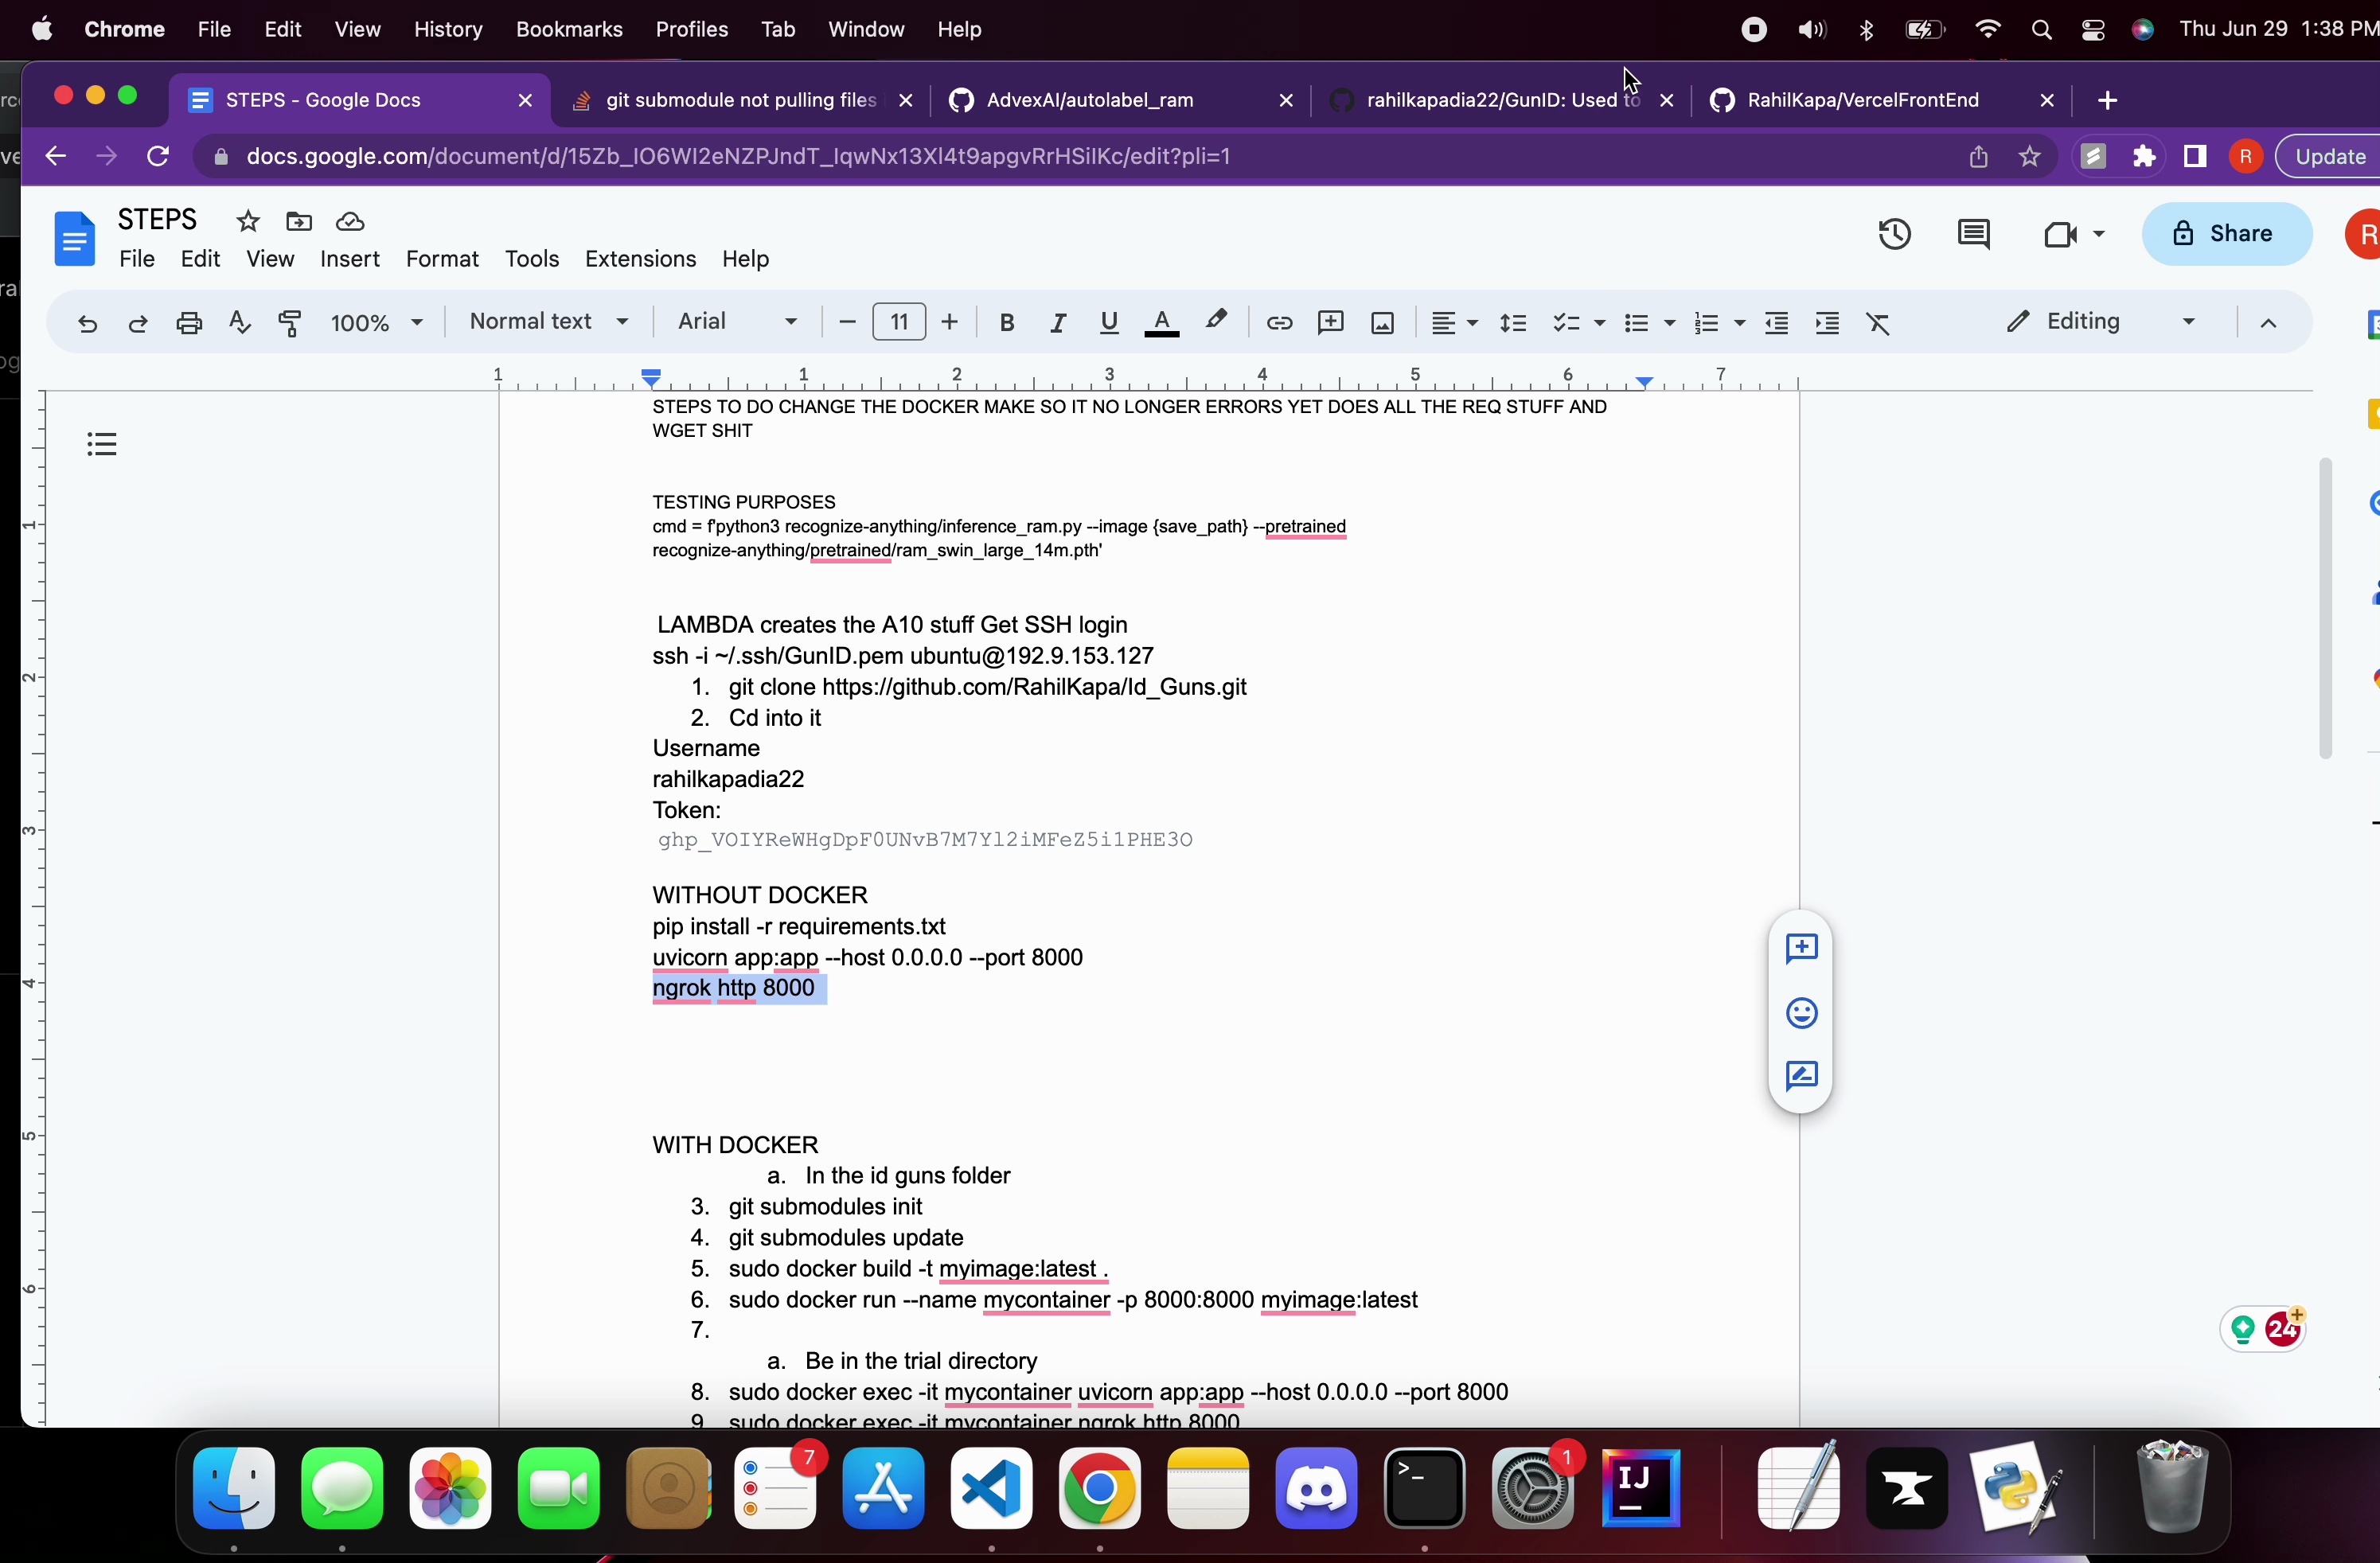 Chrome File Edit View History Bookmarks Profiles Tab Window Help Thu Jun 29 1:38 PM
STEPS - Google Docs git submodule not pulling files AdvexAI/autolabel_ram rahilkapadia22/GunID: Used to RahilKapa/VercelFrontEnd
docs.google.com/document/d/15Zb_IO6WI2eNZPJndT_IqwNx13XI4t9apgvRrHSiIKc/edit?pli=1 R Update
STEPS
File Edit View Insert Format Tools Extensions Help
Share
R
100% Normal text Arial 11 B I U A Editing
1 1 2 3 4 5 6 7
STEPS TO DO CHANGE THE DOCKER MAKE SO IT NO LONGER ERRORS YET DOES ALL THE REQ STUFF AND
WGET SHIT
TESTING PURPOSES
cmd = f'python3 recognize-anything/inference_ram.py --image {save_path} --pretrained
recognize-anything/pretrained/ram_swin_large_14m.pth'
LAMBDA creates the A10 stuff Get SSH login
ssh -i ~/.ssh/GunID.pem ubuntu@192.9.153.127
1. git clone https://github.com/RahilKapa/Id_Guns.git
2. Cd into it
Username
rahilkapadia22
Token:
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
WITHOUT DOCKER
pip install -r requirements.txt
uvicorn app:app --host 0.0.0.0 --port 8000
ngrok http 8000
WITH DOCKER
a. In the id guns folder
3. git submodules init
4. git submodules update
5. sudo docker build -t myimage:latest .
6. sudo docker run --name mycontainer -p 8000:8000 myimage:latest
7.
a. Be in the trial directory
8. sudo docker exec -it mycontainer uvicorn app:app --host 0.0.0.0 --port 8000
9. sudo docker exec -it mycontainer ngrok http 8000
1
2
3
4
5
6
24
7
1
IJ